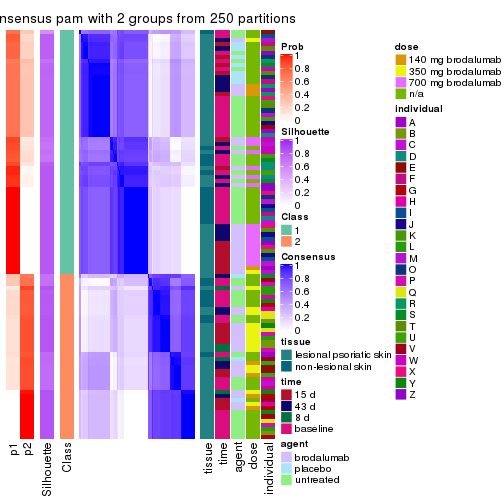 nsensus pam with 2 groups from 250 partitions
Prob
1
0.8
0.6
0.4
0.2
0
Silhouette
1
0.8
0.6
0.4
0.2
0
Class
1
2
Consensus
1
0.8
0.6
0.4
0.2
0
tissue
lesional psoriatic skin
non-lesional skin
time
15 d
43 d
8 d
baseline
agent
brodalumab
placebo
untreated
dose
140 mg brodalumab
350 mg brodalumab
700 mg brodalumab
n/a
individual
A
B
C
D
E
F
G
H
I
J
K
L
M
O
P
Q
R
S
T
U
V
W
X
Y
Z
p1
p2
Silhouette
Class
tissue
time
agent
dose
individual